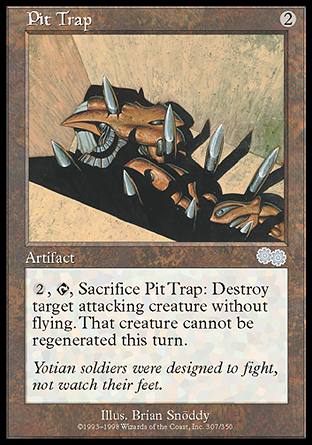 Pit Trap 2
Artifact
2, , Sacrifice Pit Trap: Destroy
target attacking creature without
flying. That creature cannot be
regenerated this turn.
Yotian soldiers were designed to fight,
not watch their feet.
Illus. Brian Snõddy
©1993–1998 Wizards of the Coast, Inc. 307/350